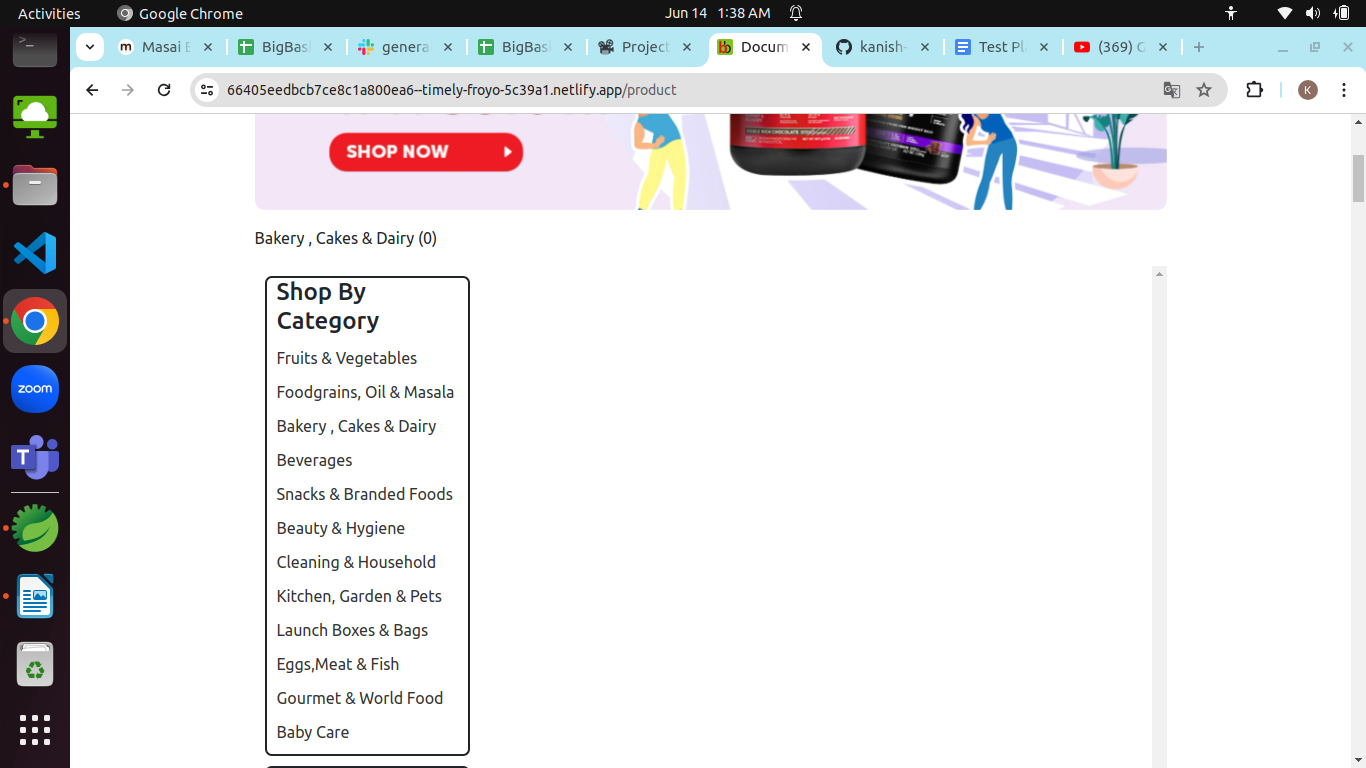 Activities
Google Chrome
Jun 14 1:38 AM
Masai E
BigBas
genera
BigBas
Project
Docum
kanish-
Test Pl
(369) G
66405eedbcb7ce8c1a800ea6--timely-froyo-5c39a1.netlify.app/product
K
SHOP NOW
Bakery , Cakes & Dairy (0)
Shop By
Category
Fruits & Vegetables
Foodgrains, Oil & Masala
Bakery , Cakes & Dairy
Beverages
Snacks & Branded Foods
Beauty & Hygiene
Cleaning & Household
Kitchen, Garden & Pets
Launch Boxes & Bags
Eggs,Meat & Fish
Gourmet & World Food
Baby Care
zoom